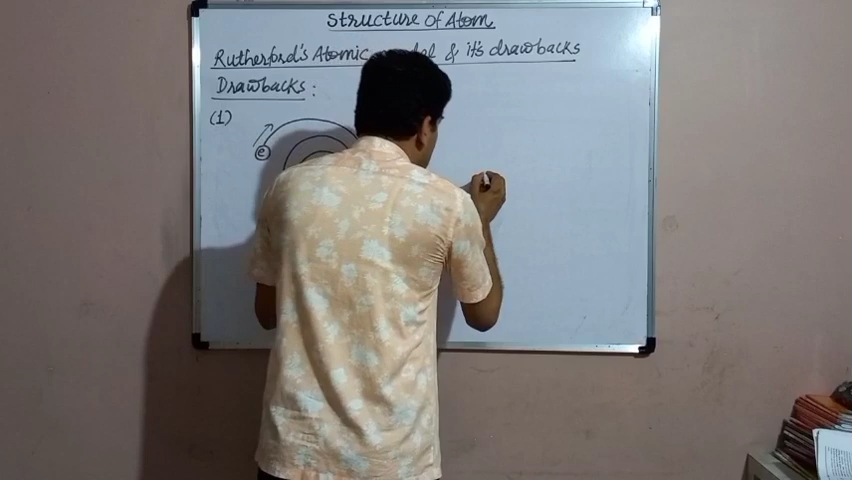 Structure of Atom
Rutherford's Atomic & it's drawbacks
Drawbacks :
(1)
e